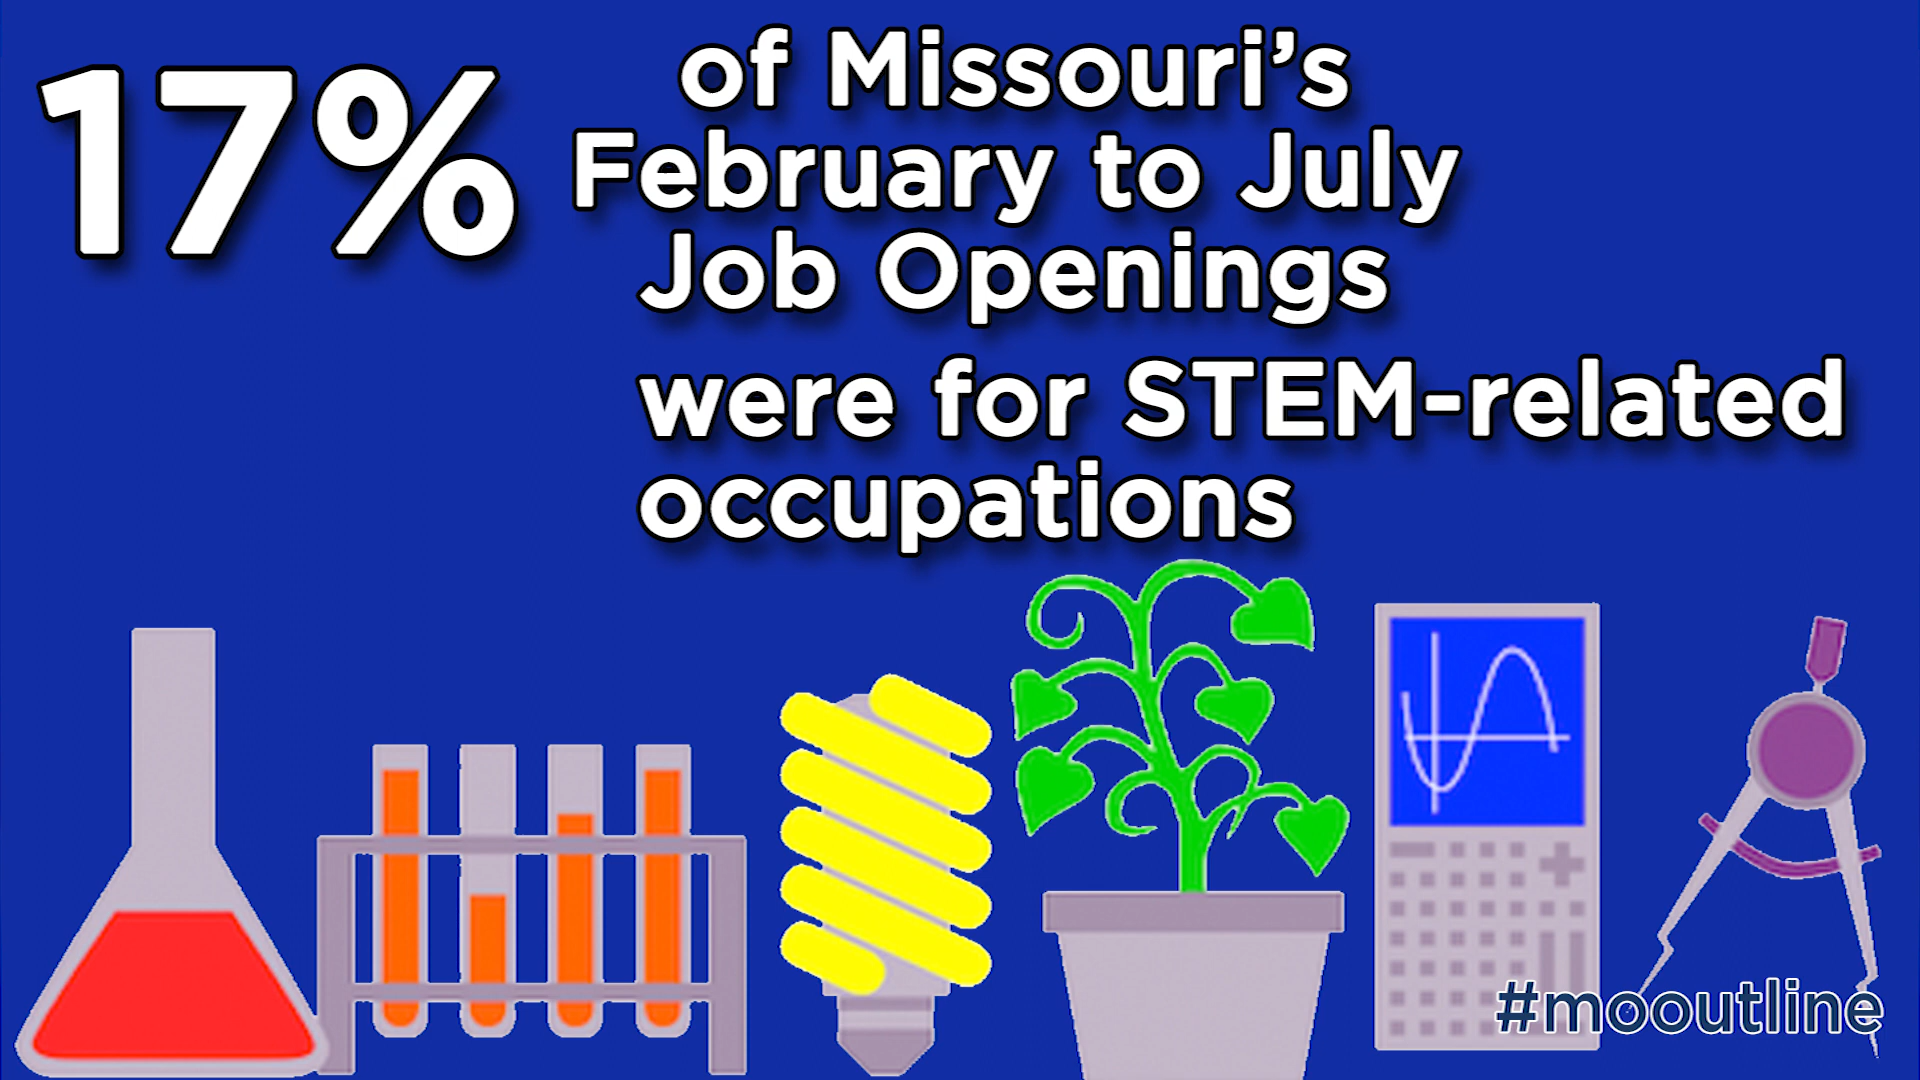 17%
of Missouri’s
February to July
Job Openings
were for STEM-related
occupations
#mooutline